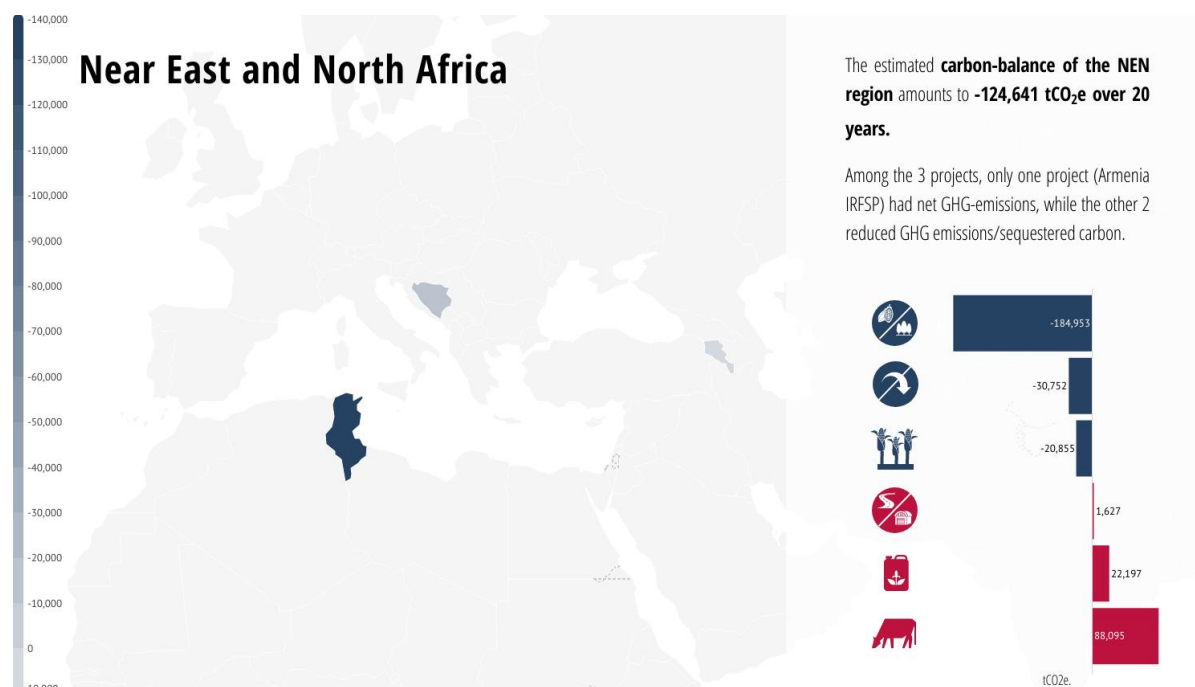 -140,000
-130,000
-120,000
-110,000
-100,000
-90,000
-80,000
-70,000
-60,000
-50,000
-40,000
-30,000
-20,000
-10,000
0
10,000
Near East and North Africa
The estimated carbon-balance of the NEN
region amounts to -124,641 tCO₂e over 20
years.
Among the 3 projects, only one project (Armenia
IRFSP) had net GHG-emissions, while the other 2
reduced GHG emissions/sequestered carbon.
-184,953
-30,752
-20,855
1,627
22,197
88,095
tCO2e.